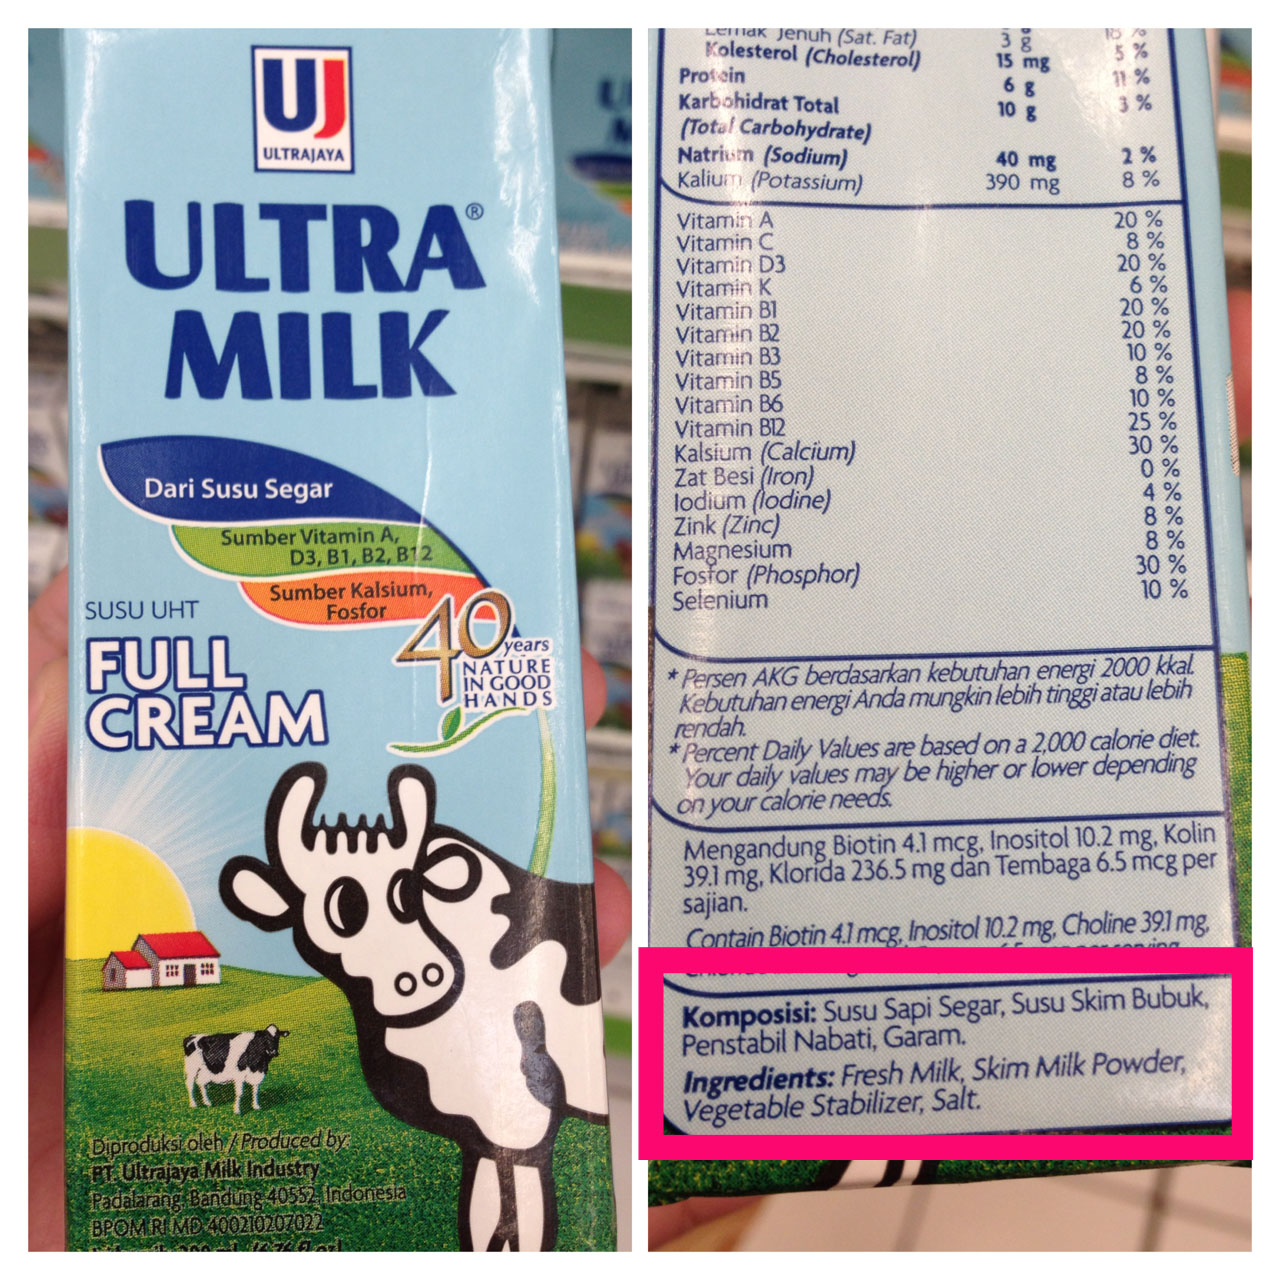 UJ
ULTRAJAYA
ULTRA®
MILK
Dari Susu Segar
Sumber Vitamin A,
D3, B1, B2, B12
Sumber Kalsium,
Fosfor
SUSU UHT
FULL
CREAM
40 years
NATURE
IN GOOD
HANDS
Diproduksi oleh / Produced by:
PT. Ultrajaya Milk Industry
Padalarang, Bandung 40552, Indonesia
BPOM RI MD 400210207022
Lemak Jenuh (Sat. Fat) 3 g
Kolesterol (Cholesterol) 15 mg 5 %
Protein 6 g 11 %
Karbohidrat Total 10 g 3 %
(Total Carbohydrate)
Natrium (Sodium) 40 mg 2 %
Kalium (Potassium) 390 mg 8 %
Vitamin A 20 %
Vitamin C 8 %
Vitamin D3 20 %
Vitamin K 6 %
Vitamin B1 20 %
Vitamin B2 20 %
Vitamin B3 10 %
Vitamin B5 8 %
Vitamin B6 10 %
Vitamin B12 25 %
Kalsium (Calcium) 30 %
Zat Besi (Iron) 0 %
Iodium (Iodine) 4 %
Zink (Zinc) 8 %
Magnesium 8 %
Fosfor (Phosphor) 30 %
Selenium 10 %
* Persen AKG berdasarkan kebutuhan energi 2000 kkal.
Kebutuhan energi Anda mungkin lebih tinggi atau lebih
rendah.
* Percent Daily Values are based on a 2,000 calorie diet.
Your daily values may be higher or lower depending
on your calorie needs.
Mengandung Biotin 4.1 mcg, Inositol 10.2 mg, Kolin
39.1 mg, Klorida 236.5 mg dan Tembaga 6.5 mcg per
sajian.
Contain Biotin 4.1 mcg, Inositol 10.2 mg, Choline 39.1 mg,
Komposisi: Susu Sapi Segar, Susu Skim Bubuk,
Penstabil Nabati, Garam.
Ingredients: Fresh Milk, Skim Milk Powder,
Vegetable Stabilizer, Salt.